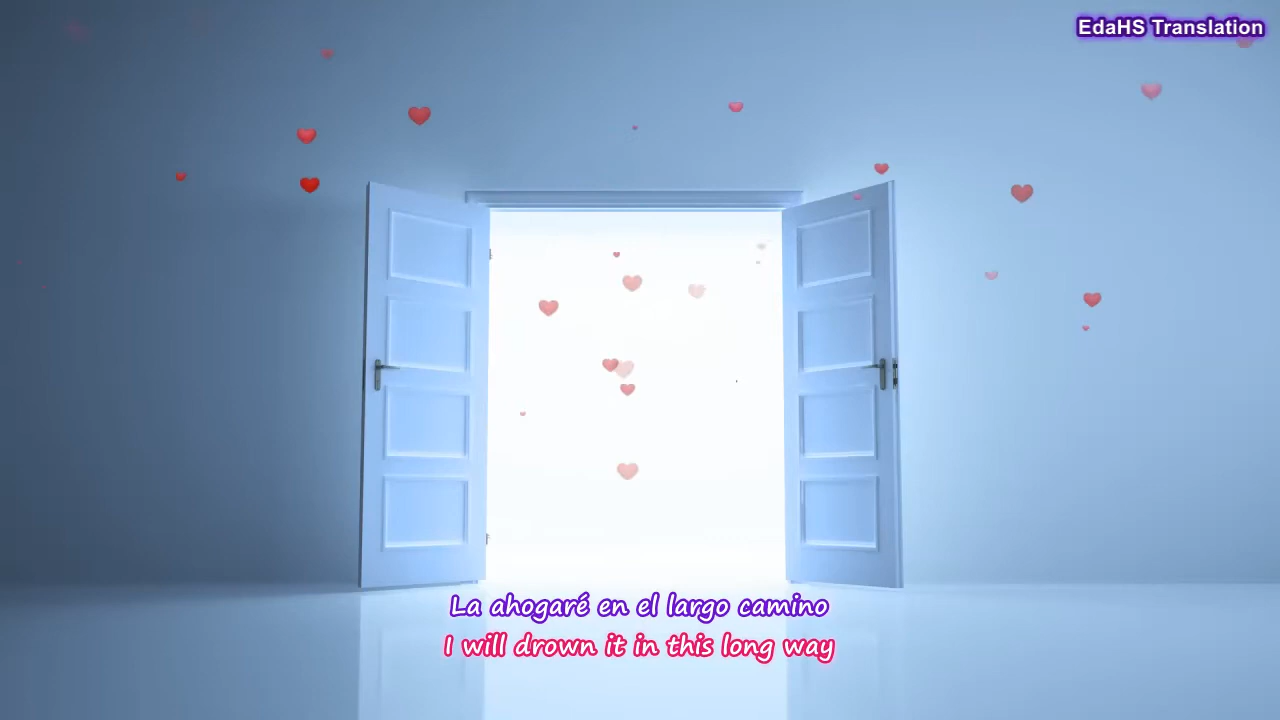 EdaHS Translation
La ahogaré en el largo camino
I will drown it in this long way